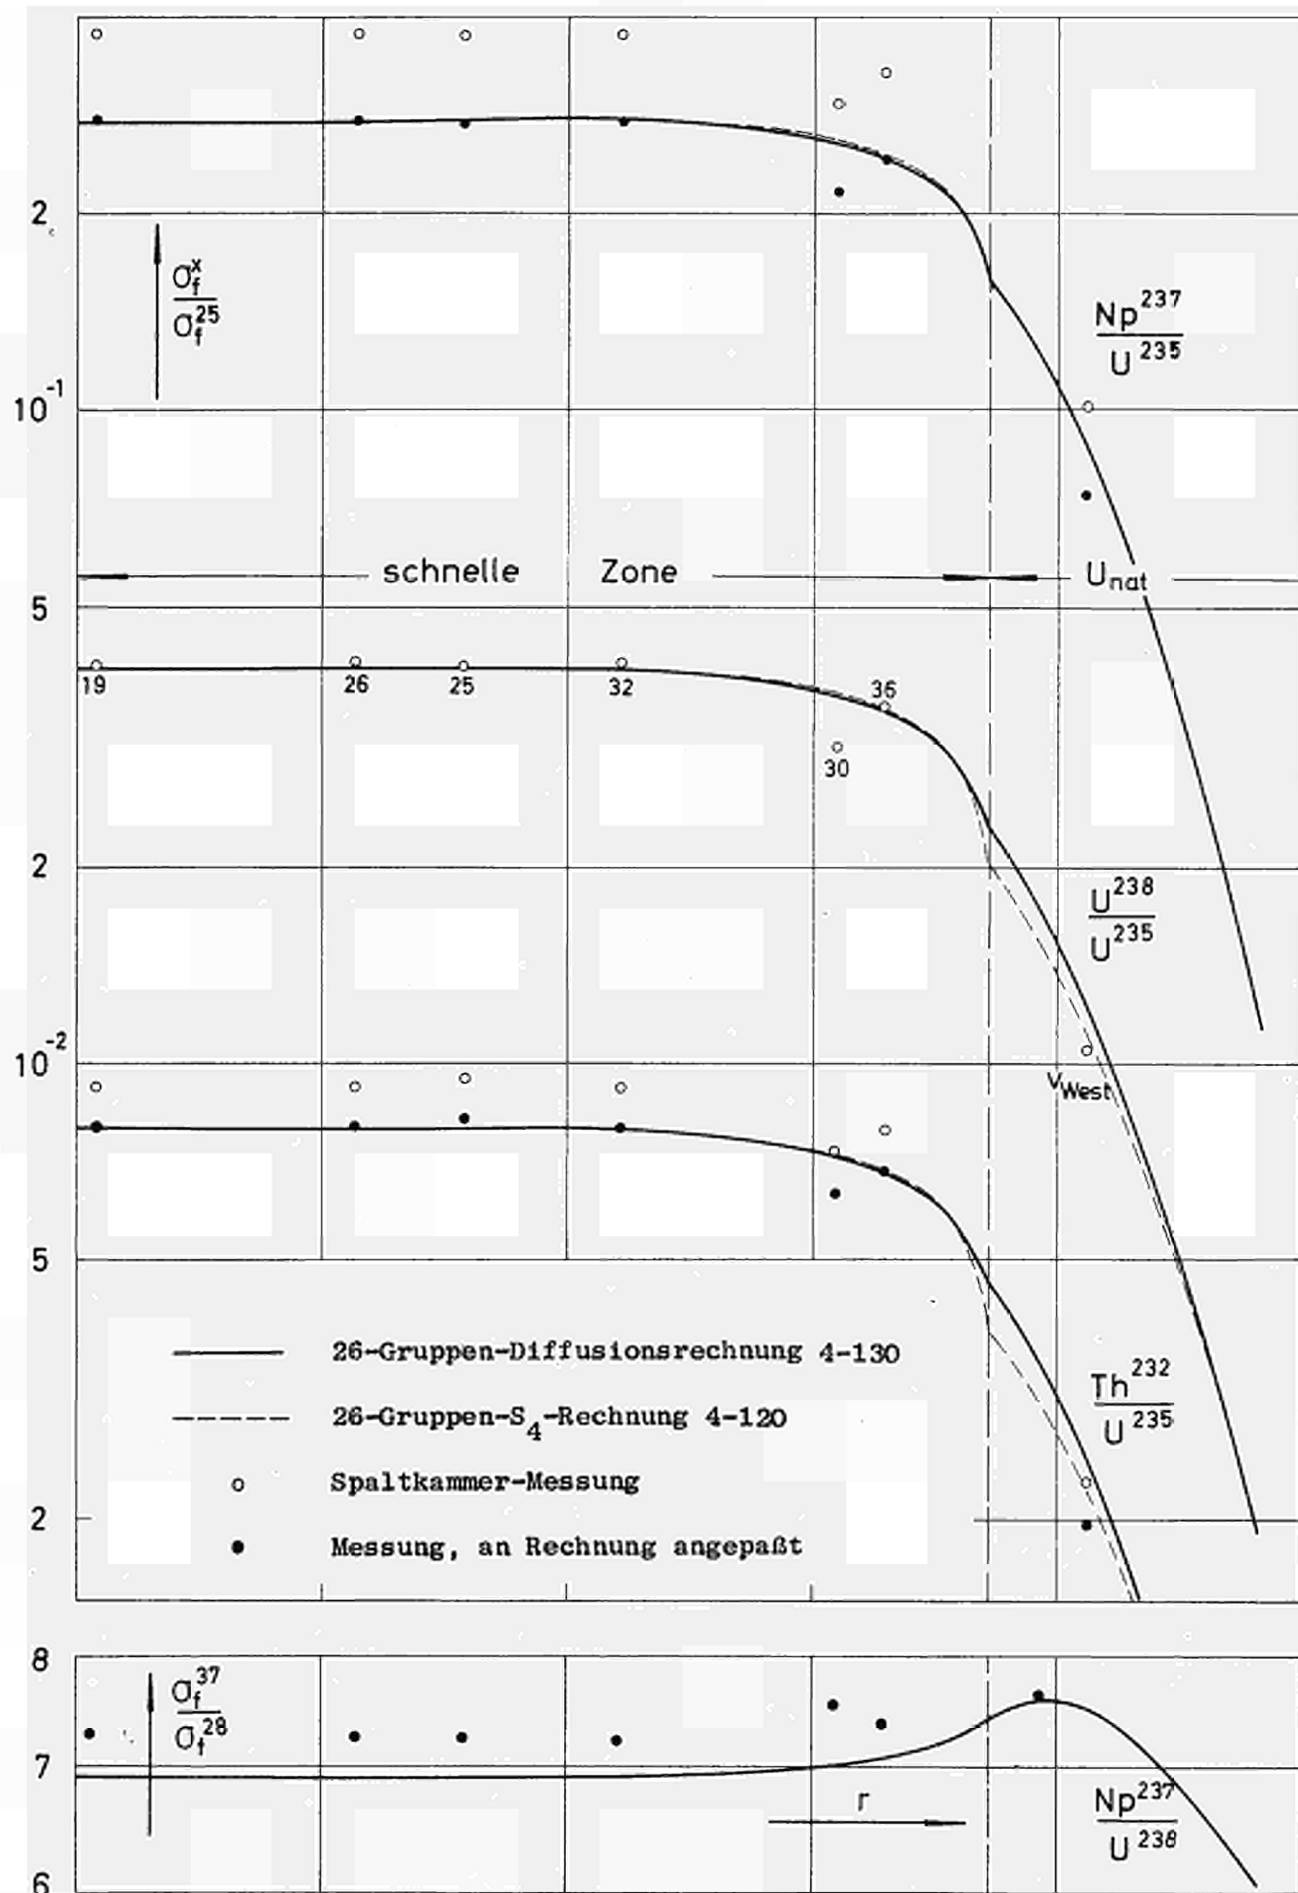 2
σf^x / σf^25
Np^237 / U^235
10^-1
schnelle Zone
U_nat
5
19
26
25
32
36
30
2
U^238 / U^235
10^-2
V_West
5
26-Gruppen-Diffusionsrechnung 4-130
26-Gruppen-S_4-Rechnung 4-120
Th^232 / U^235
Spaltkammer-Messung
2
Messung, an Rechnung angepaßt
8
σf^37 / σf^28
7
r
Np^237 / U^238
6